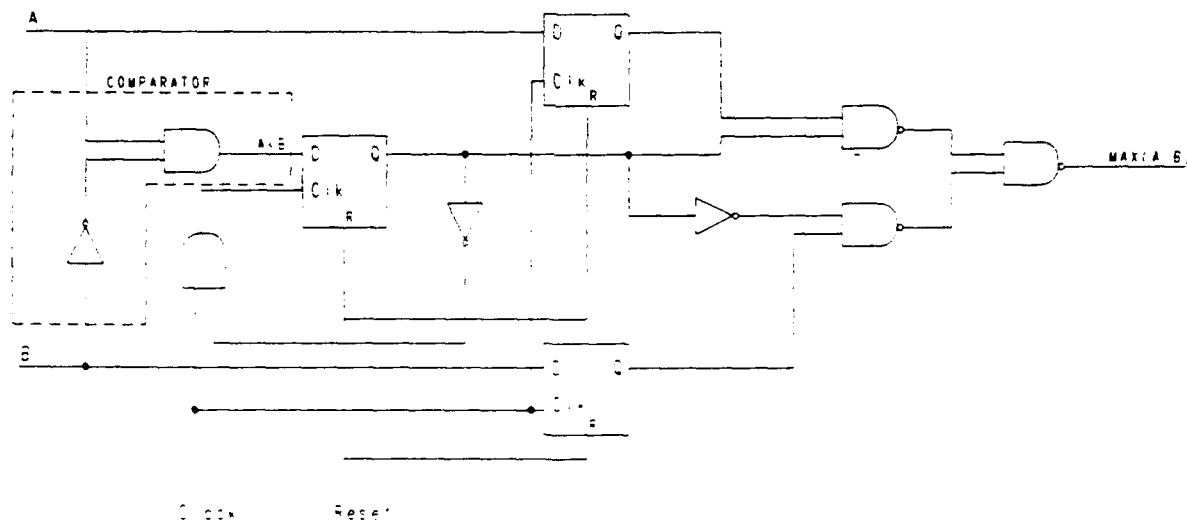 A
D Q
Clk
R
COMPARATOR
A<B
D Q
Clk
R
MAX(A B)
B
Q
R
Reset